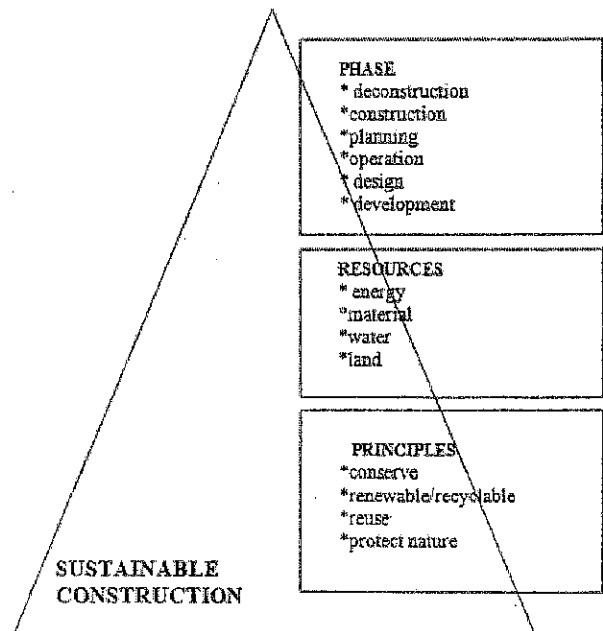 PHASE
* deconstruction
*construction
*planning
*operation
* design
* development
RESOURCES
* energy
*material
*water
*land
PRINCIPLES
*conserve
*renewable/recyclable
*reuse
*protect nature
SUSTAINABLE
CONSTRUCTION